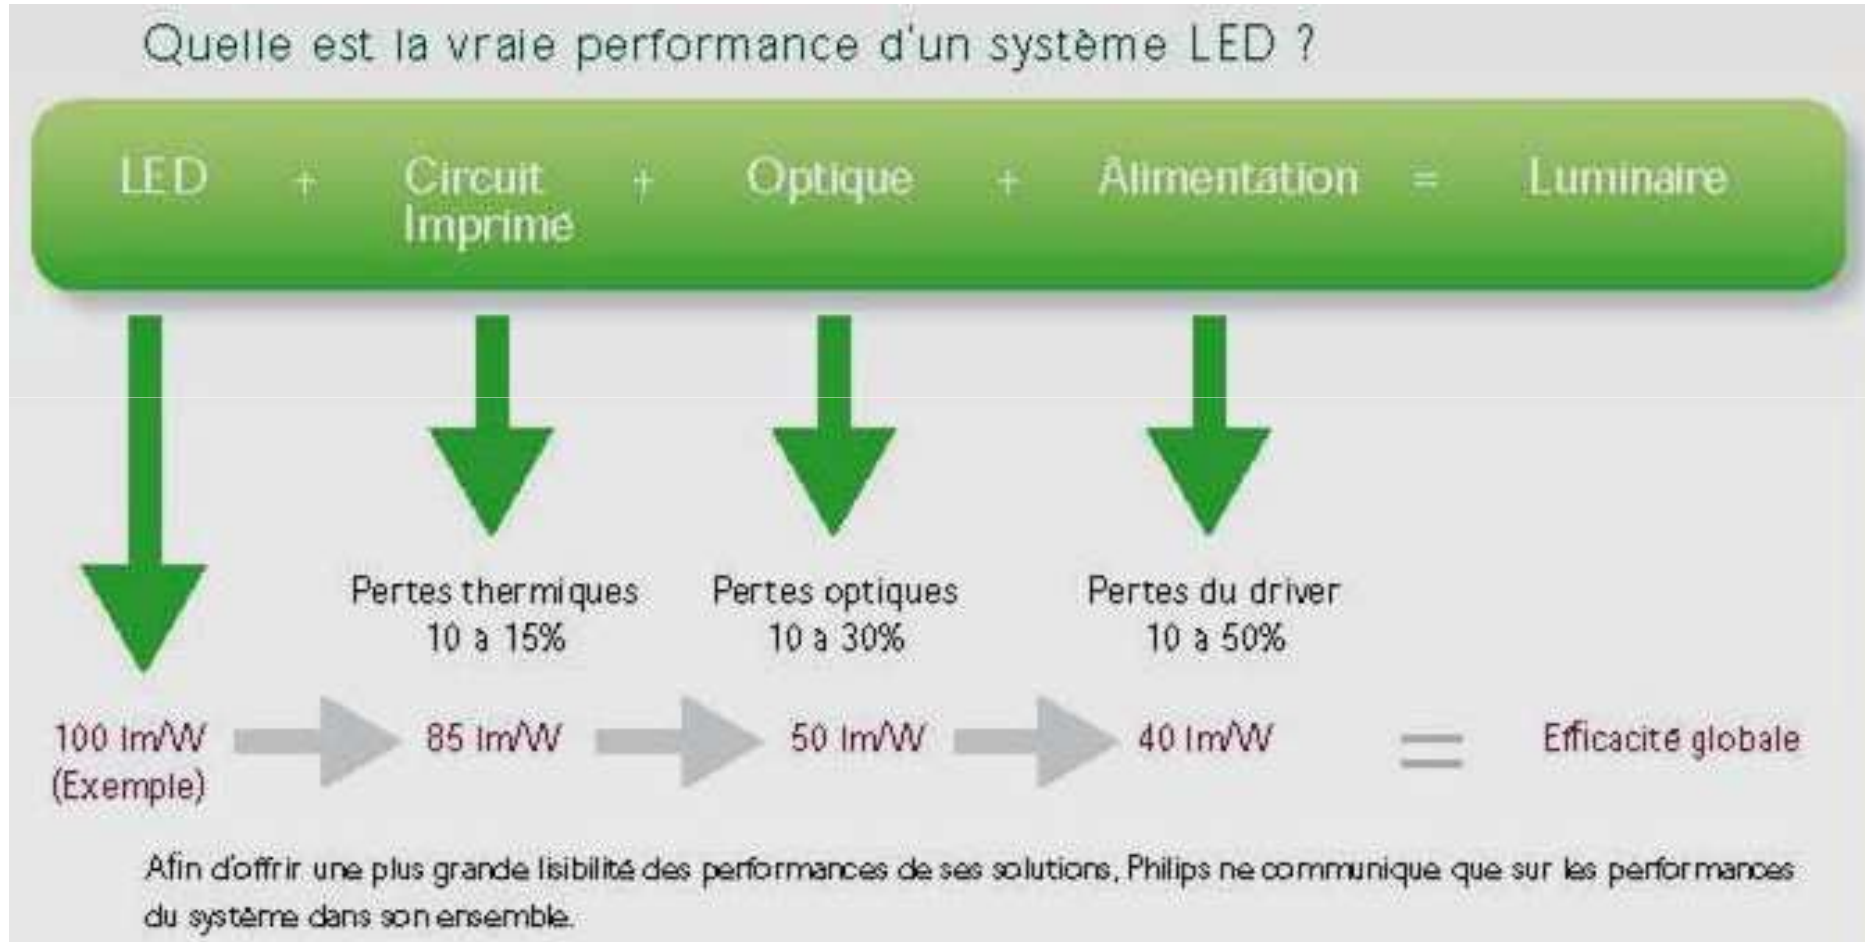 Quelle est la vraie performance d'un système LED ?
LED + Circuit + Optique + Alimentation = Luminaire
Imprimé
Pertes thermiques
10 à 15%
Pertes optiques
10 à 30%
Pertes du driver
10 à 50%
100 lm/W
(Exemple)
85 lm/W
50 lm/W
40 lm/W
=
Efficacité globale
Afin d'offrir une plus grande lisibilité des performances de ses solutions, Philips ne communique que sur les performances
du système dans son ensemble.